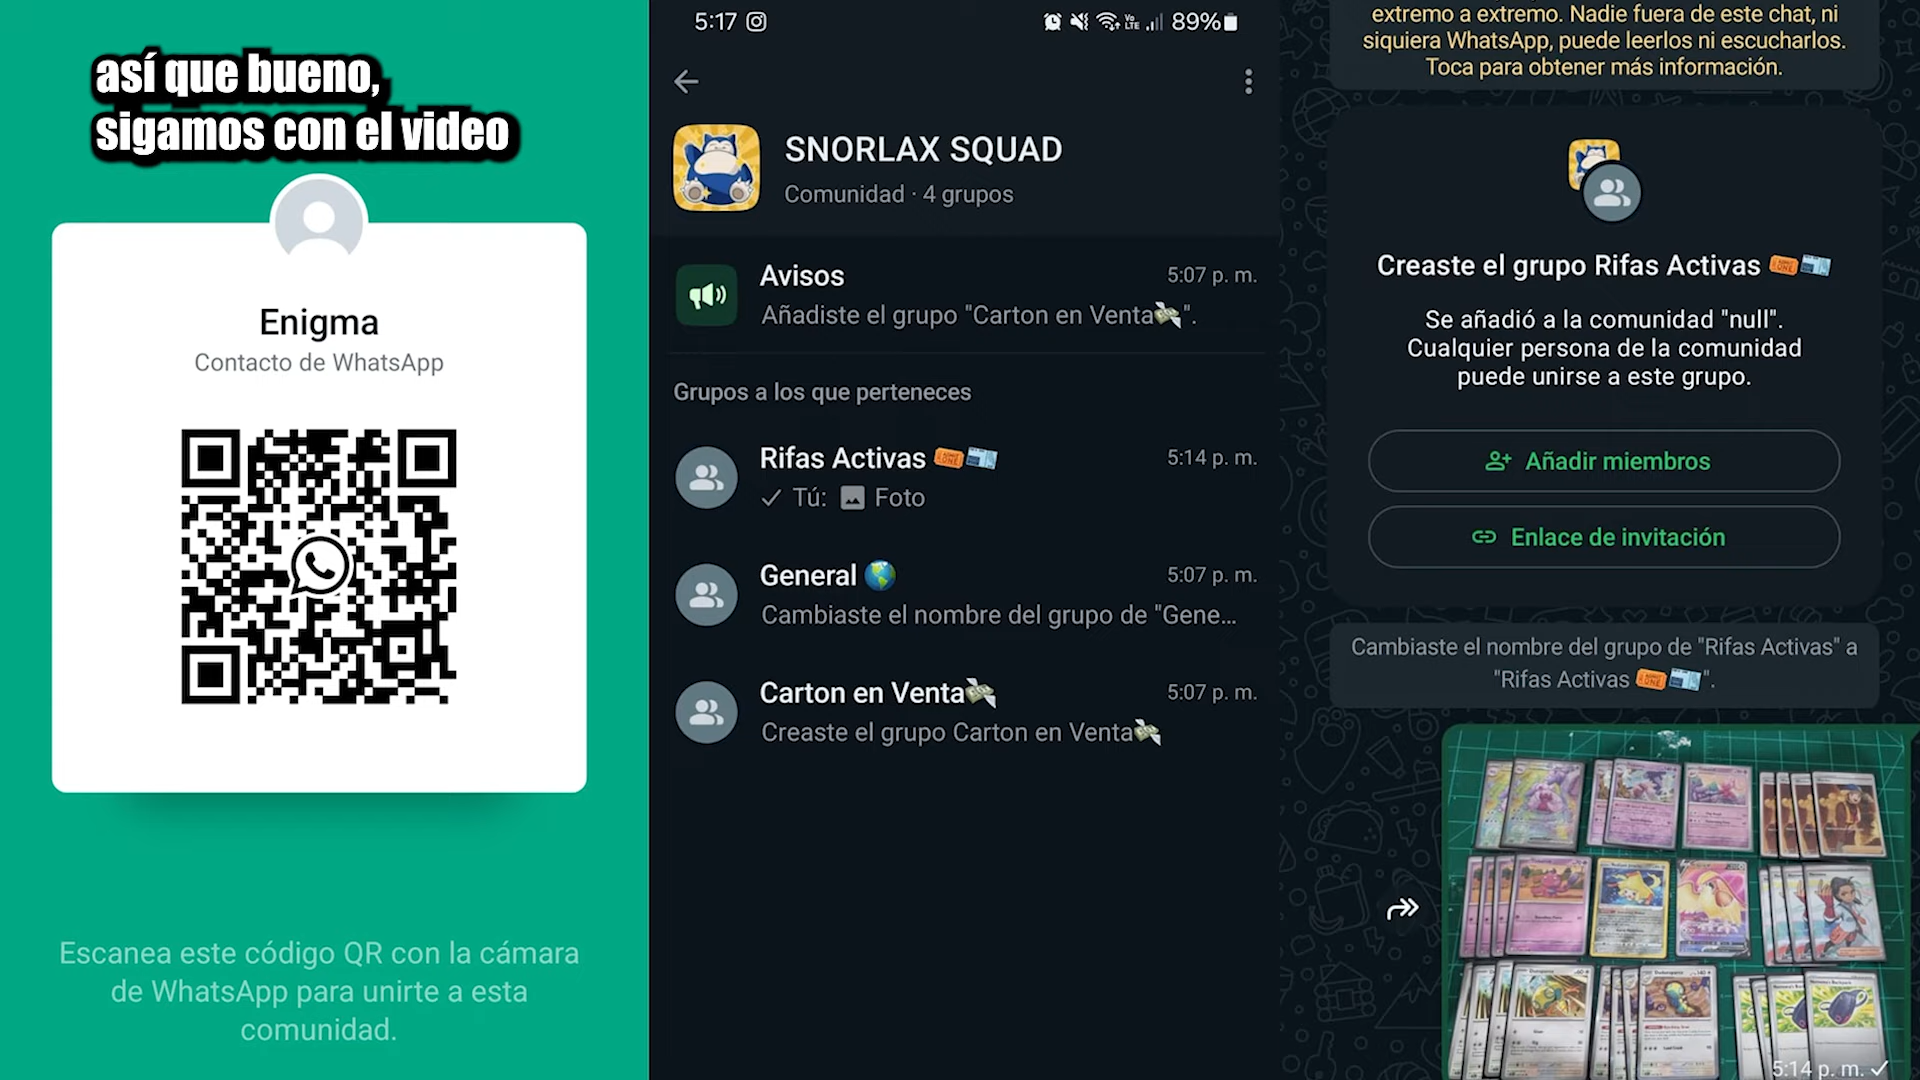 así que bueno,
sigamos con el video
Enigma
Contacto de WhatsApp
Escanea este código QR con la cámara
de WhatsApp para unirte a esta
comunidad.
5:17
89%
SNORLAX SQUAD
Comunidad · 4 grupos
Avisos
5:07 p. m.
Añadiste el grupo "Carton en Venta💸".
Grupos a los que perteneces
Rifas Activas 🎟️🎫
5:14 p. m.
✓ Tú: Foto
General 🌎
5:07 p. m.
Cambiaste el nombre del grupo de "Gene...
Carton en Venta💸
5:07 p. m.
Creaste el grupo Carton en Venta💸
extremo a extremo. Nadie fuera de este chat, ni
siquiera WhatsApp, puede leerlos ni escucharlos.
Toca para obtener más información.
Creaste el grupo Rifas Activas 🎟️🎫
Se añadió a la comunidad "null".
Cualquier persona de la comunidad
puede unirse a este grupo.
Añadir miembros
Enlace de invitación
Cambiaste el nombre del grupo de "Rifas Activas" a
"Rifas Activas 🎟️🎫".
5:14 p. m. ✓